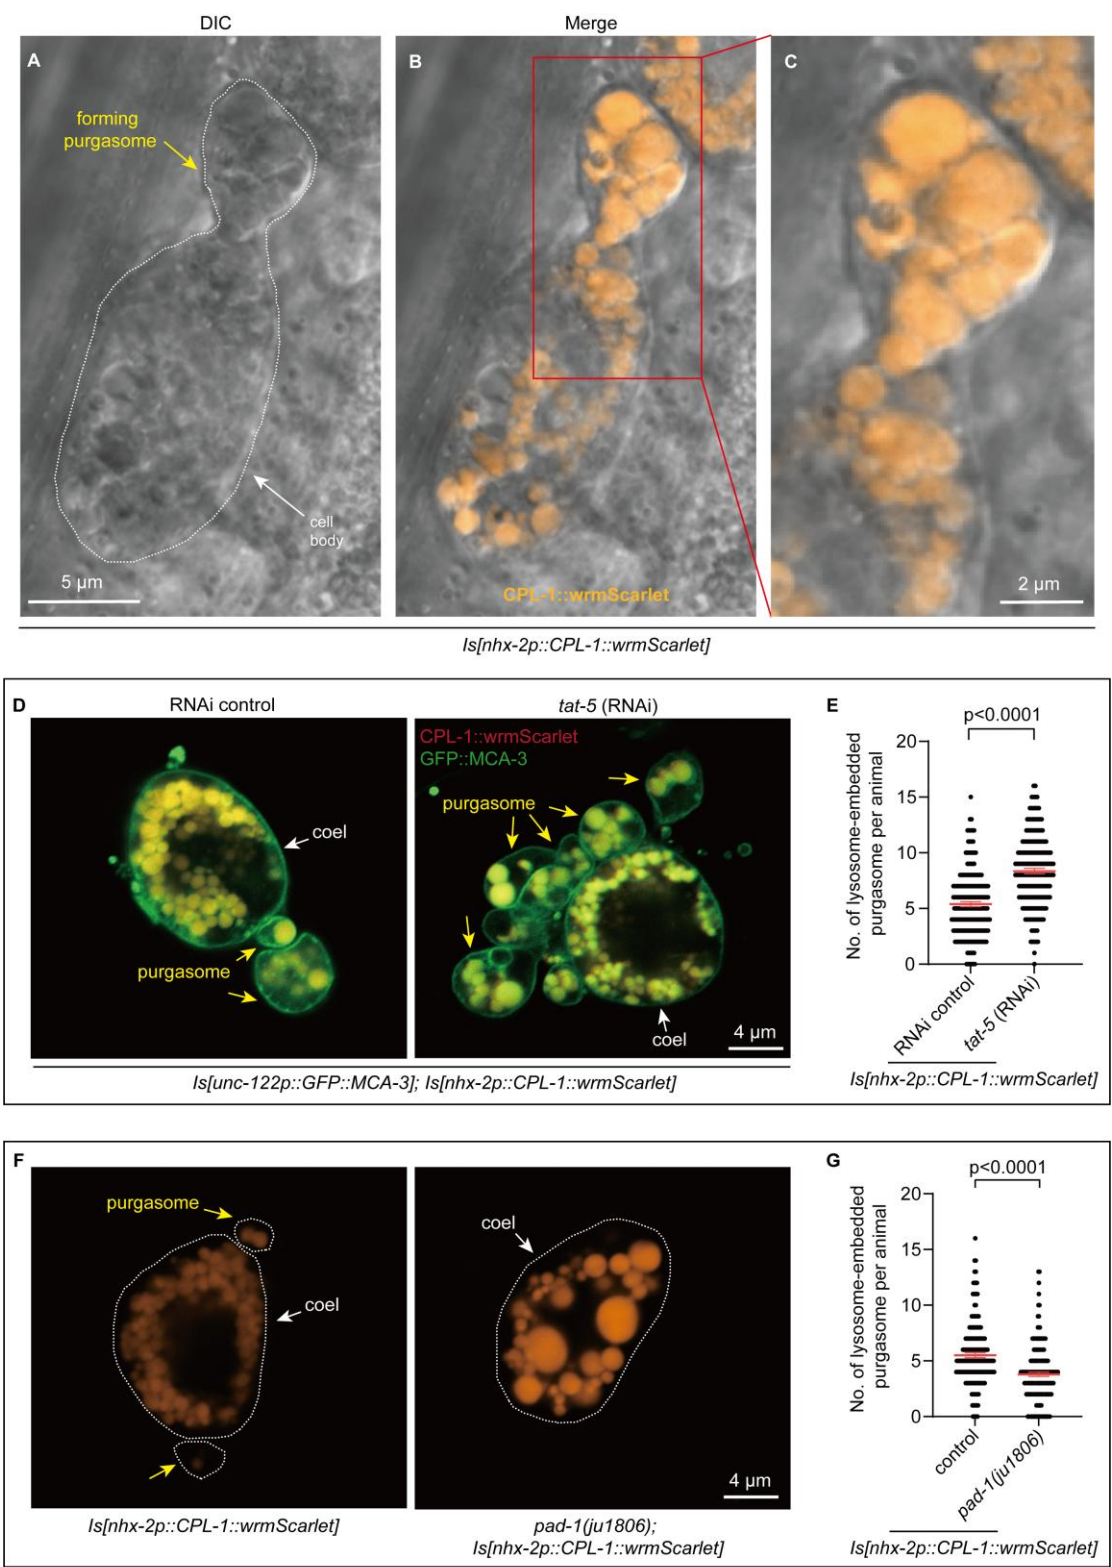 DIC
Merge
A
forming
purgasome
cell
body
5 µm
B
CPL-1::wrmScarlet
C
2 µm
Is[nhx-2p::CPL-1::wrmScarlet]
D
RNAi control
coel
purgasome
tat-5 (RNAi)
CPL-1::wrmScarlet
GFP::MCA-3
purgasome
coel
4 µm
Is[unc-122p::GFP::MCA-3]; Is[nhx-2p::CPL-1::wrmScarlet]
E
p<0.0001
No. of lysosome-embedded
purgasome per animal
20
15
10
5
0
RNAi control
tat-5 (RNAi)
Is[nhx-2p::CPL-1::wrmScarlet]
F
purgasome
coel
Is[nhx-2p::CPL-1::wrmScarlet]
coel
4 µm
pad-1(ju1806);
Is[nhx-2p::CPL-1::wrmScarlet]
G
p<0.0001
No. of lysosome-embedded
purgasome per animal
20
15
10
5
0
control
pad-1(ju1806)
Is[nhx-2p::CPL-1::wrmScarlet]